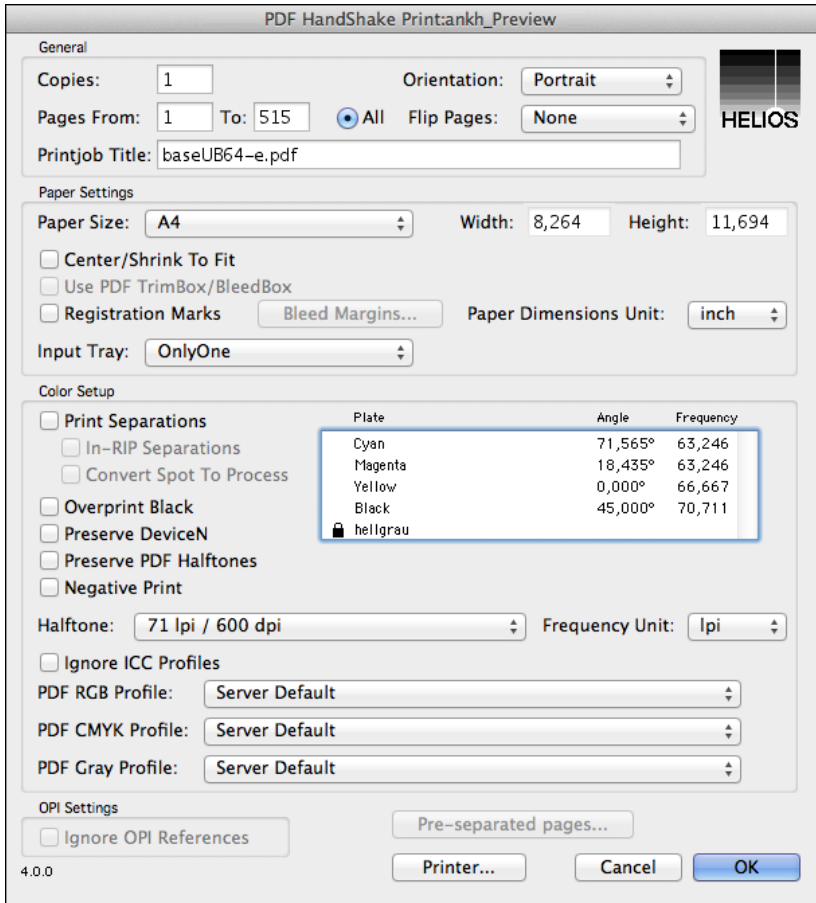 PDF HandShake Print:ankh_Preview
General
Copies: 1 Orientation: Portrait
Pages From: 1 To: 515 All Flip Pages: None
HELIOS
Printjob Title: baseUB64-e.pdf
Paper Settings
Paper Size: A4 Width: 8,264 Height: 11,694
Center/Shrink To Fit
Use PDF TrimBox/BleedBox
Registration Marks Bleed Margins... Paper Dimensions Unit: inch
Input Tray: OnlyOne
Color Setup
Print Separations
In-RIP Separations
Convert Spot To Process
Overprint Black
Preserve DeviceN
Preserve PDF Halftones
Negative Print
Plate Angle Frequency
Cyan 71,565° 63,246
Magenta 18,435° 63,246
Yellow 0,000° 66,667
Black 45,000° 70,711
hellgrau
Halftone: 71 lpi / 600 dpi Frequency Unit: lpi
Ignore ICC Profiles
PDF RGB Profile: Server Default
PDF CMYK Profile: Server Default
PDF Gray Profile: Server Default
OPI Settings
Ignore OPI References
Pre-separated pages...
4.0.0
Printer... Cancel OK